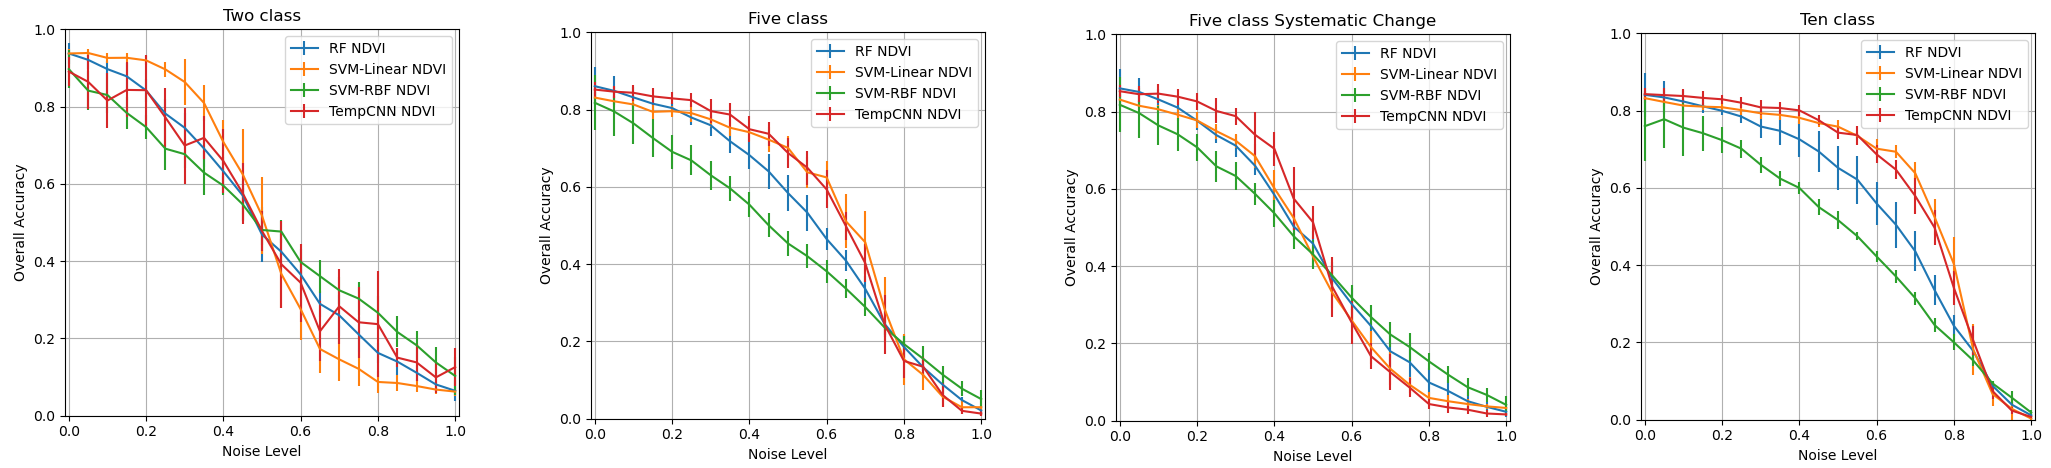 Two class
RF NDVI
SVM-Linear NDVI
SVM-RBF NDVI
TempCNN NDVI
Overall Accuracy
1.0
0.8
0.6
0.4
0.2
0.0
0.0 0.2 0.4 0.6 0.8 1.0
Noise Level
Five class
RF NDVI
SVM-Linear NDVI
SVM-RBF NDVI
TempCNN NDVI
Overall Accuracy
1.0
0.8
0.6
0.4
0.2
0.0
0.0 0.2 0.4 0.6 0.8 1.0
Noise Level
Five class Systematic Change
RF NDVI
SVM-Linear NDVI
SVM-RBF NDVI
TempCNN NDVI
Overall Accuracy
1.0
0.8
0.6
0.4
0.2
0.0
0.0 0.2 0.4 0.6 0.8 1.0
Noise Level
Ten class
RF NDVI
SVM-Linear NDVI
SVM-RBF NDVI
TempCNN NDVI
Overall Accuracy
1.0
0.8
0.6
0.4
0.2
0.0
0.0 0.2 0.4 0.6 0.8 1.0
Noise Level